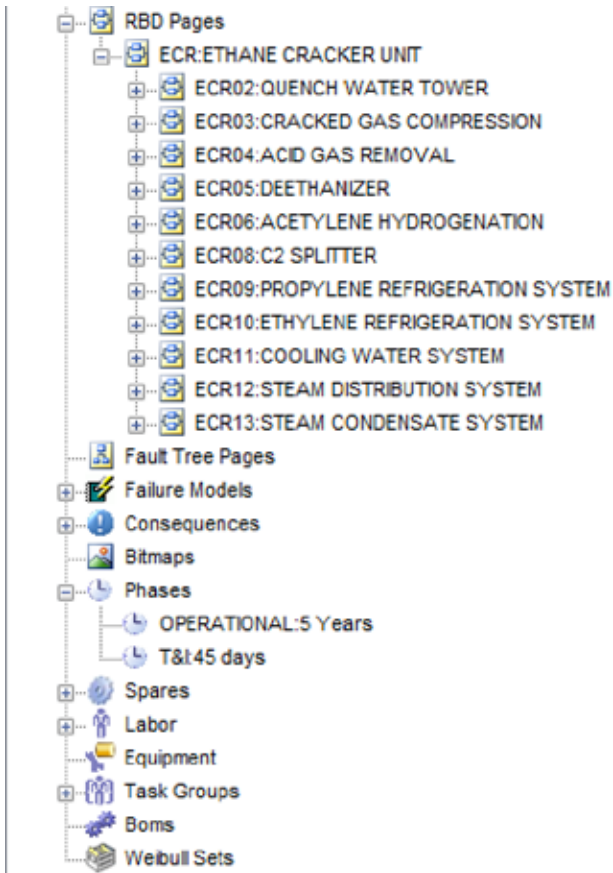 RBD Pages
ECR:ETHANE CRACKER UNIT
ECR02:QUENCH WATER TOWER
ECR03:CRACKED GAS COMPRESSION
ECR04:ACID GAS REMOVAL
ECR05:DEETHANIZER
ECR06:ACETYLENE HYDROGENATION
ECR08:C2 SPLITTER
ECR09:PROPYLENE REFRIGERATION SYSTEM
ECR10:ETHYLENE REFRIGERATION SYSTEM
ECR11:COOLING WATER SYSTEM
ECR12:STEAM DISTRIBUTION SYSTEM
ECR13:STEAM CONDENSATE SYSTEM
Fault Tree Pages
Failure Models
Consequences
Bitmaps
Phases
OPERATIONAL:5 Years
T&I:45 days
Spares
Labor
Equipment
Task Groups
Boms
Weibull Sets